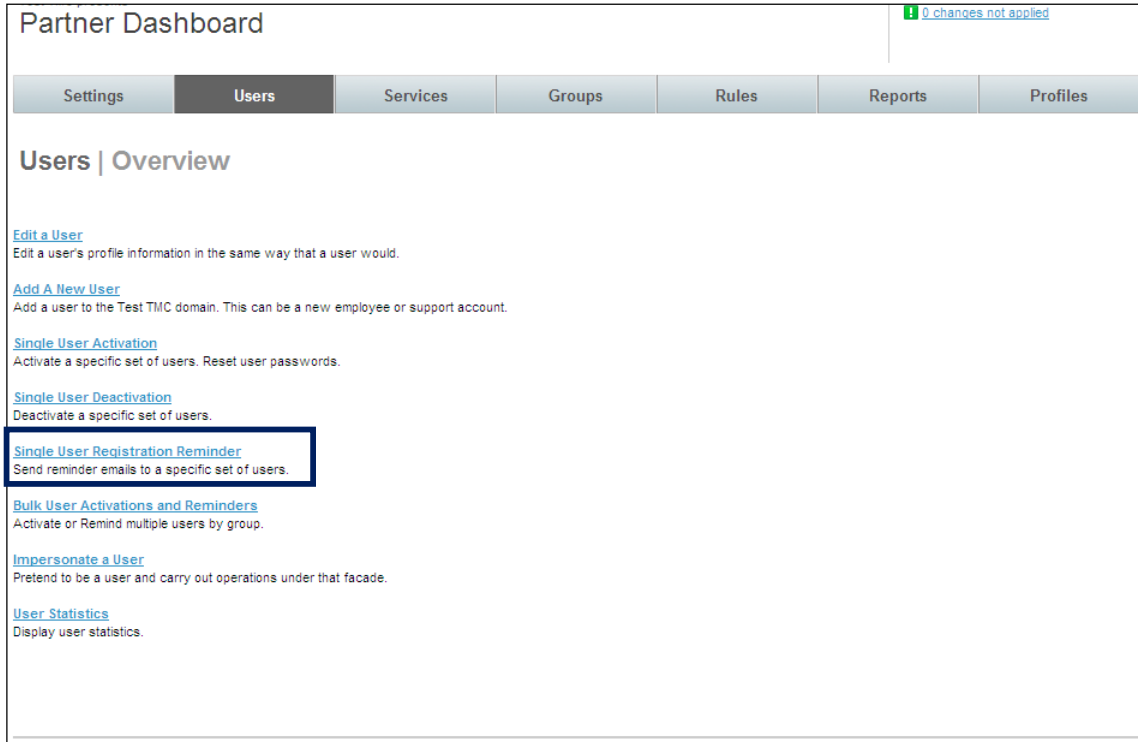 Partner Dashboard
0 changes not applied
Settings Users Services Groups Rules Reports Profiles
Users | Overview
Edit a User
Edit a user's profile information in the same way that a user would.
Add A New User
Add a user to the Test TMC domain. This can be a new employee or support account.
Single User Activation
Activate a specific set of users. Reset user passwords.
Single User Deactivation
Deactivate a specific set of users.
Single User Registration Reminder
Send reminder emails to a specific set of users.
Bulk User Activations and Reminders
Activate or Remind multiple users by group.
Impersonate a User
Pretend to be a user and carry out operations under that facade.
User Statistics
Display user statistics.